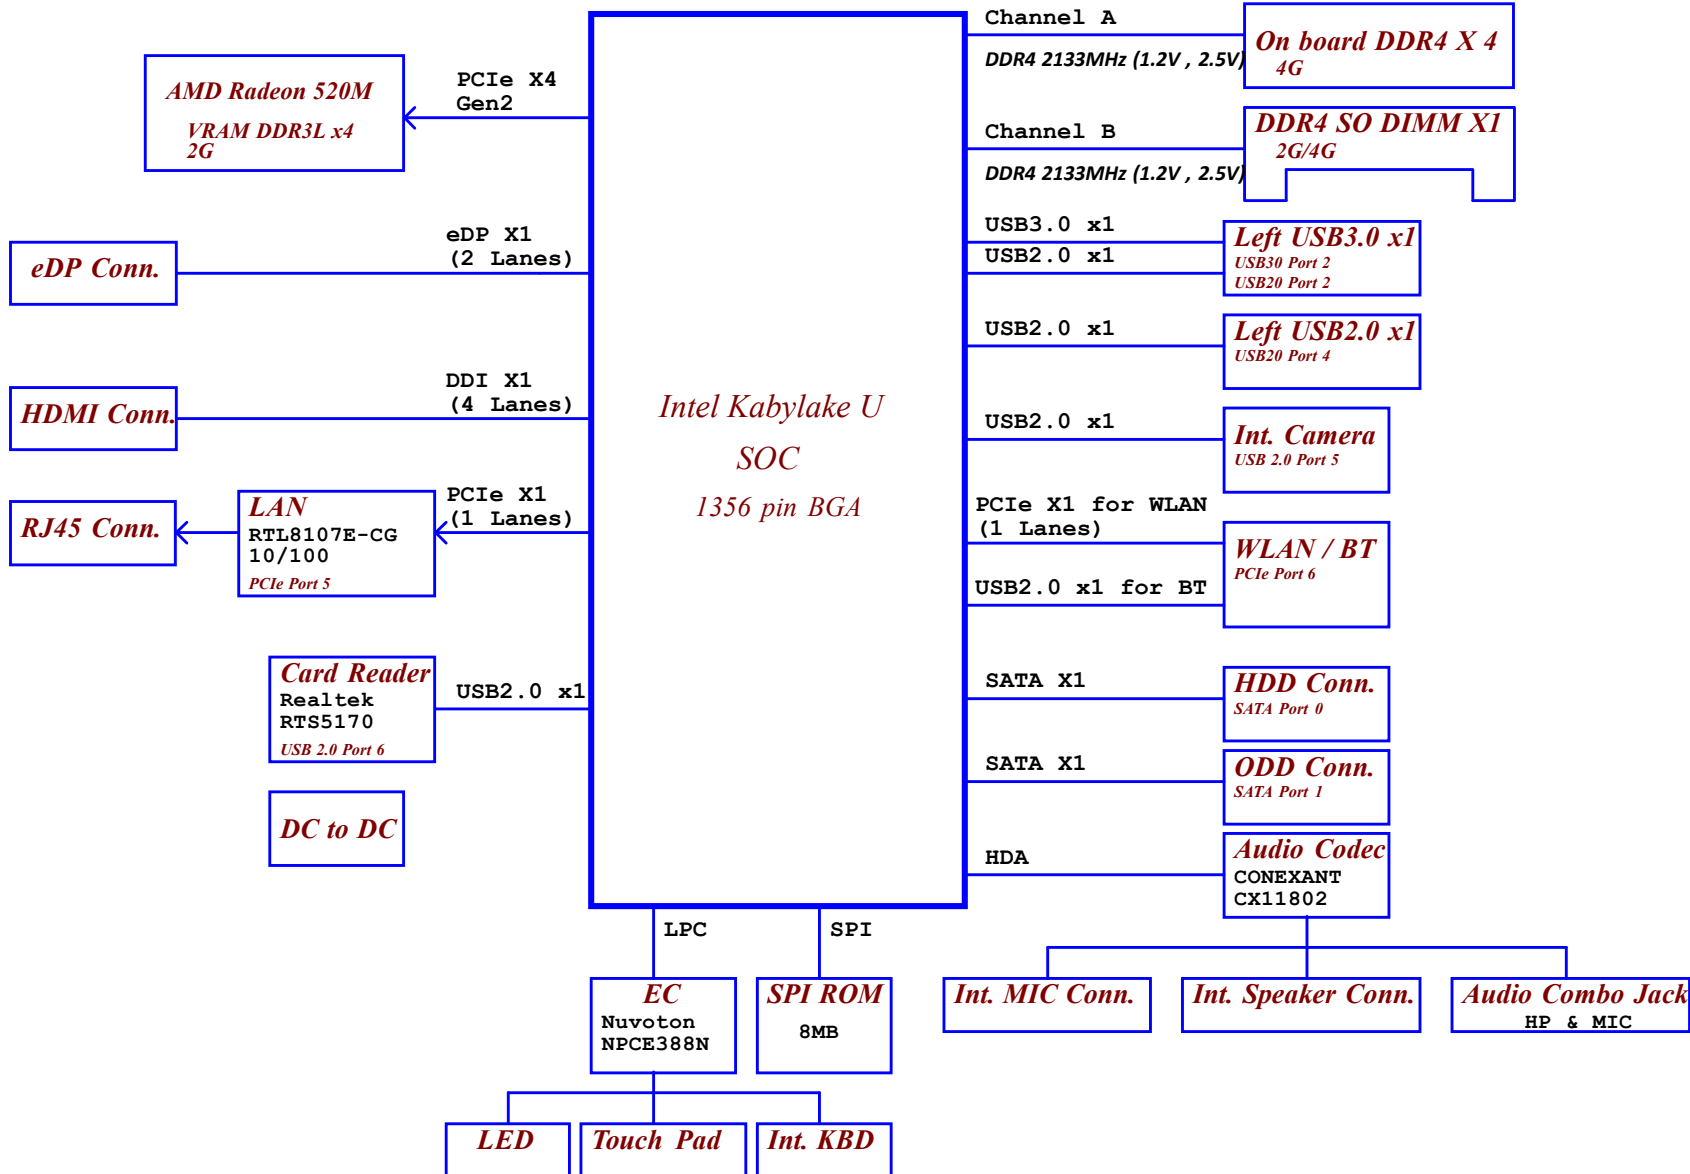 Channel A
On board DDR4 X 4
4G
DDR4 2133MHz (1.2V , 2.5V)
AMD Radeon 520M
VRAM DDR3L x4
2G
PCIe X4
Gen2
Channel B
DDR4 SO DIMM X1
2G/4G
DDR4 2133MHz (1.2V , 2.5V)
USB3.0 x1
USB2.0 x1
Left USB3.0 x1
USB30 Port 2
USB20 Port 2
eDP Conn.
eDP X1
(2 Lanes)
USB2.0 x1
Left USB2.0 x1
USB20 Port 4
HDMI Conn.
DDI X1
(4 Lanes)
Intel Kabylake U
SOC
1356 pin BGA
USB2.0 x1
Int. Camera
USB 2.0 Port 5
RJ45 Conn.
LAN
RTL8107E-CG
10/100
PCIe Port 5
PCIe X1
(1 Lanes)
PCIe X1 for WLAN
(1 Lanes)
WLAN / BT
PCIe Port 6
USB2.0 x1 for BT
Card Reader
Realtek
RTS5170
USB 2.0 Port 6
USB2.0 x1
SATA X1
HDD Conn.
SATA Port 0
SATA X1
ODD Conn.
SATA Port 1
DC to DC
HDA
Audio Codec
CONEXANT
CX11802
LPC
SPI
EC
Nuvoton
NPCE388N
SPI ROM
8MB
Int. MIC Conn.
Int. Speaker Conn.
Audio Combo Jack
HP & MIC
LED
Touch Pad
Int. KBD